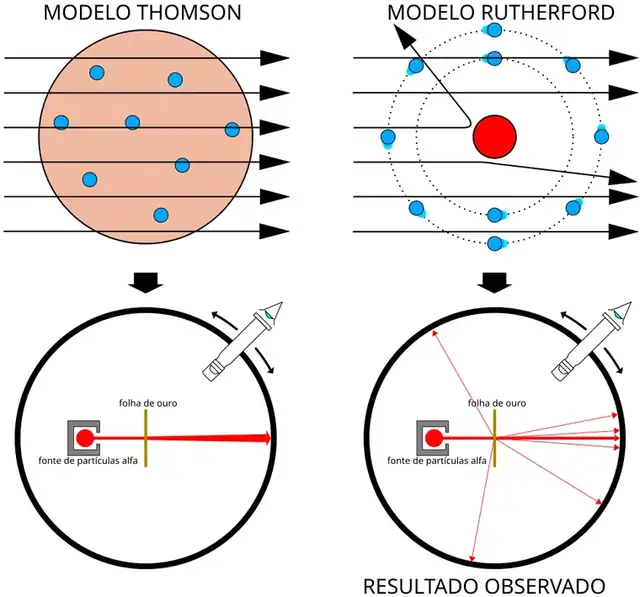 MODELO THOMSON
MODELO RUTHERFORD
folha de ouro
fonte de partículas alfa
folha de ouro
fonte de partículas alfa
RESULTADO OBSERVADO